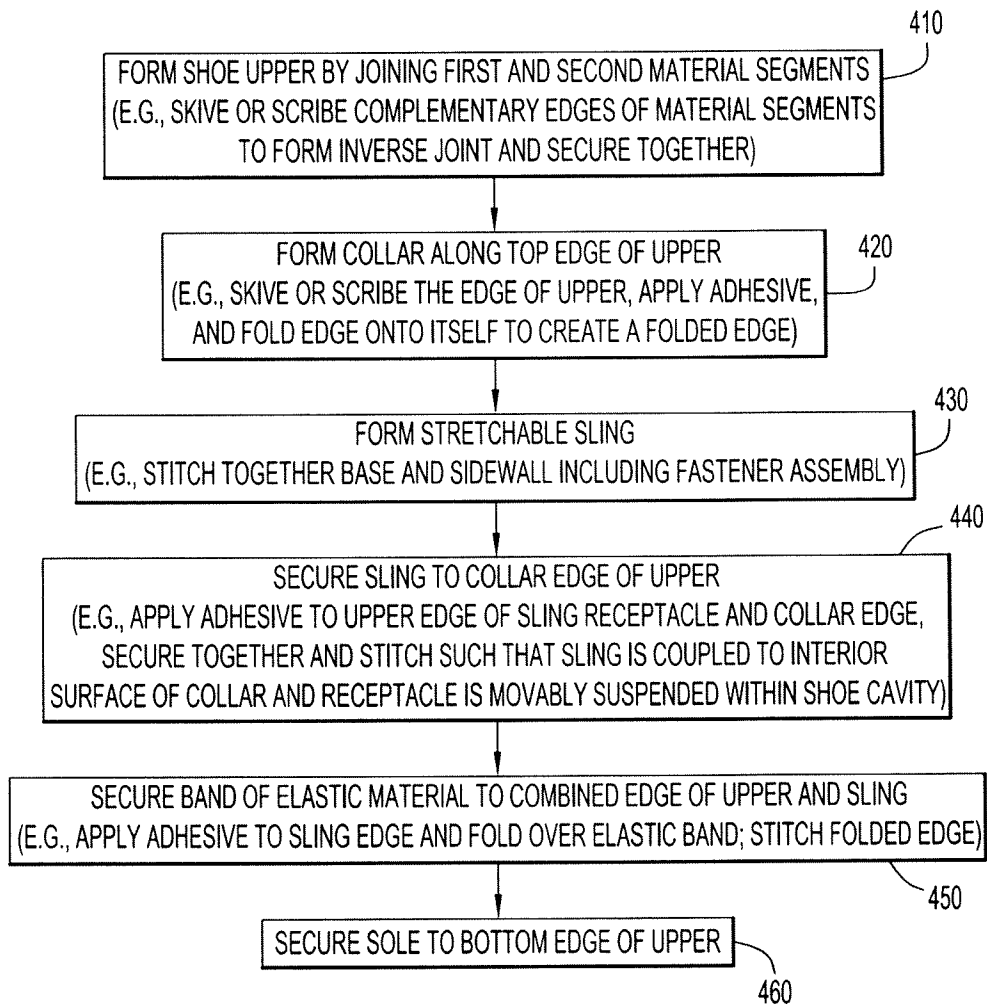 410
FORM SHOE UPPER BY JOINING FIRST AND SECOND MATERIAL SEGMENTS
(E.G., SKIVE OR SCRIBE COMPLEMENTARY EDGES OF MATERIAL SEGMENTS
TO FORM INVERSE JOINT AND SECURE TOGETHER)
420
FORM COLLAR ALONG TOP EDGE OF UPPER
(E.G., SKIVE OR SCRIBE THE EDGE OF UPPER, APPLY ADHESIVE,
AND FOLD EDGE ONTO ITSELF TO CREATE A FOLDED EDGE)
430
FORM STRETCHABLE SLING
(E.G., STITCH TOGETHER BASE AND SIDEWALL INCLUDING FASTENER ASSEMBLY)
440
SECURE SLING TO COLLAR EDGE OF UPPER
(E.G., APPLY ADHESIVE TO UPPER EDGE OF SLING RECEPTACLE AND COLLAR EDGE,
SECURE TOGETHER AND STITCH SUCH THAT SLING IS COUPLED TO INTERIOR
SURFACE OF COLLAR AND RECEPTACLE IS MOVABLY SUSPENDED WITHIN SHOE CAVITY)
SECURE BAND OF ELASTIC MATERIAL TO COMBINED EDGE OF UPPER AND SLING
(E.G., APPLY ADHESIVE TO SLING EDGE AND FOLD OVER ELASTIC BAND; STITCH FOLDED EDGE)
450
SECURE SOLE TO BOTTOM EDGE OF UPPER
460